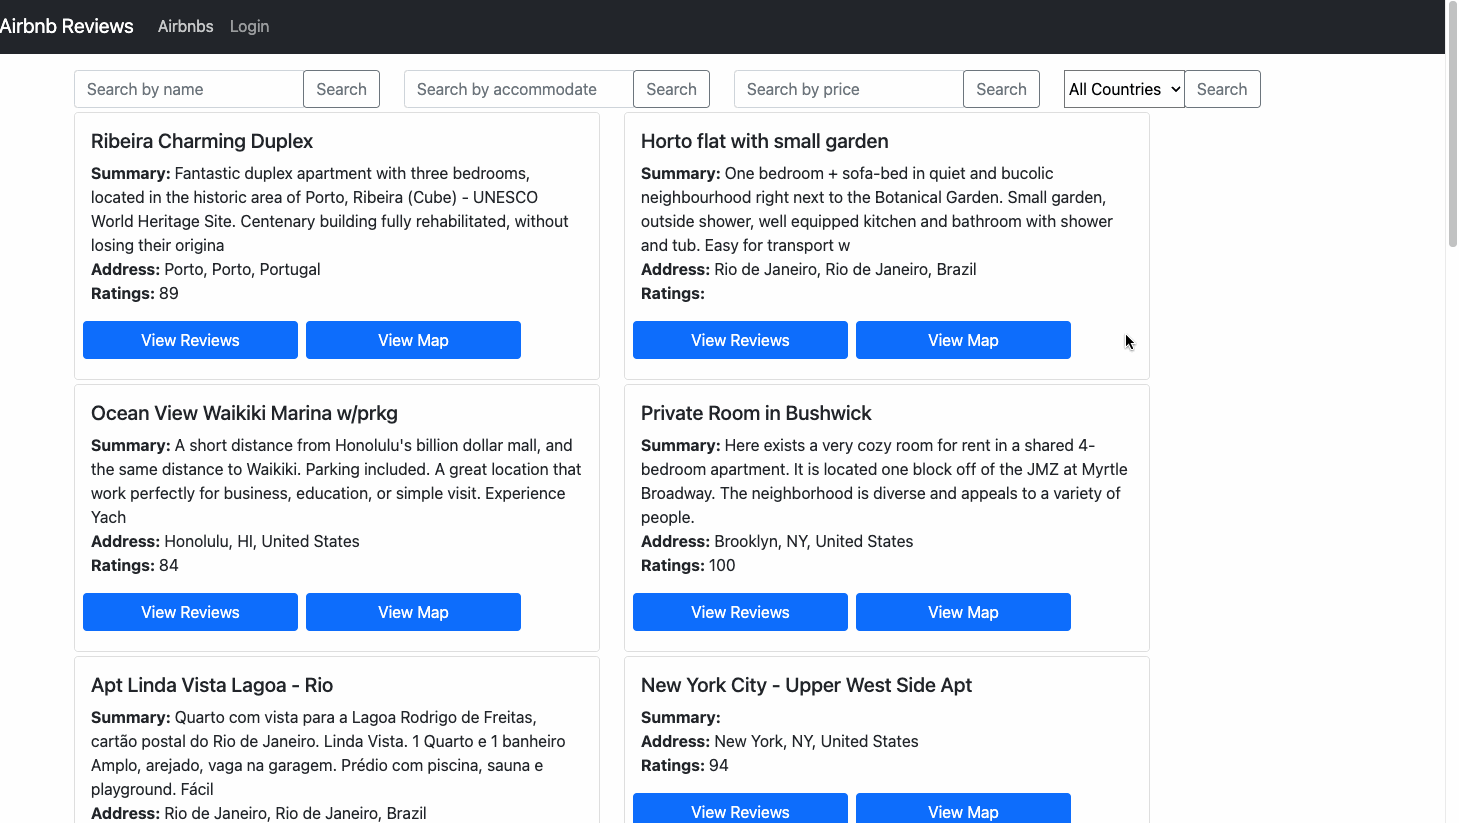 Airbnb Reviews Airbnbs Login
Search by name Search Search by accommodate Search Search by price Search All Countries Search
Ribeira Charming Duplex
Summary: Fantastic duplex apartment with three bedrooms,
located in the historic area of Porto, Ribeira (Cube) - UNESCO
World Heritage Site. Centenary building fully rehabilitated, without
losing their origina
Address: Porto, Porto, Portugal
Ratings: 89
View Reviews View Map
Horto flat with small garden
Summary: One bedroom + sofa-bed in quiet and bucolic
neighbourhood right next to the Botanical Garden. Small garden,
outside shower, well equipped kitchen and bathroom with shower
and tub. Easy for transport w
Address: Rio de Janeiro, Rio de Janeiro, Brazil
Ratings:
View Reviews View Map
Ocean View Waikiki Marina w/prkg
Summary: A short distance from Honolulu's billion dollar mall, and
the same distance to Waikiki. Parking included. A great location that
work perfectly for business, education, or simple visit. Experience
Yach
Address: Honolulu, HI, United States
Ratings: 84
View Reviews View Map
Private Room in Bushwick
Summary: Here exists a very cozy room for rent in a shared 4-
bedroom apartment. It is located one block off of the JMZ at Myrtle
Broadway. The neighborhood is diverse and appeals to a variety of
people.
Address: Brooklyn, NY, United States
Ratings: 100
View Reviews View Map
Apt Linda Vista Lagoa - Rio
Summary: Quarto com vista para a Lagoa Rodrigo de Freitas,
cartão postal do Rio de Janeiro. Linda Vista. 1 Quarto e 1 banheiro
Amplo, arejado, vaga na garagem. Prédio com piscina, sauna e
playground. Fácil
Address: Rio de Janeiro, Rio de Janeiro, Brazil
New York City - Upper West Side Apt
Summary:
Address: New York, NY, United States
Ratings: 94
View Reviews View Map